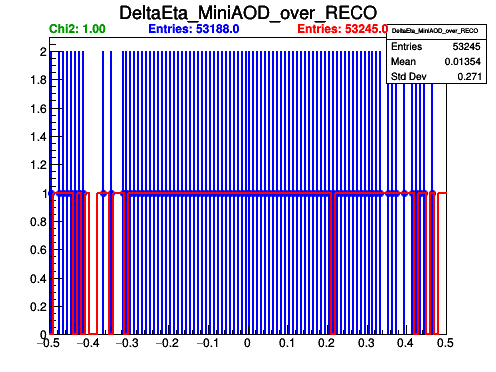 DeltaEta_MiniAOD_over_RECO
Chi2: 1.00 Entries: 53188.0 Entries: 53245.0
DeltaEta_MiniAOD_over_RECO
Entries 53245
Mean 0.01354
Std Dev 0.271
2
1.8
1.6
1.4
1.2
1
0.8
0.6
0.4
0.2
0
−0.5 −0.4 −0.3 −0.2 −0.1 0 0.1 0.2 0.3 0.4 0.5